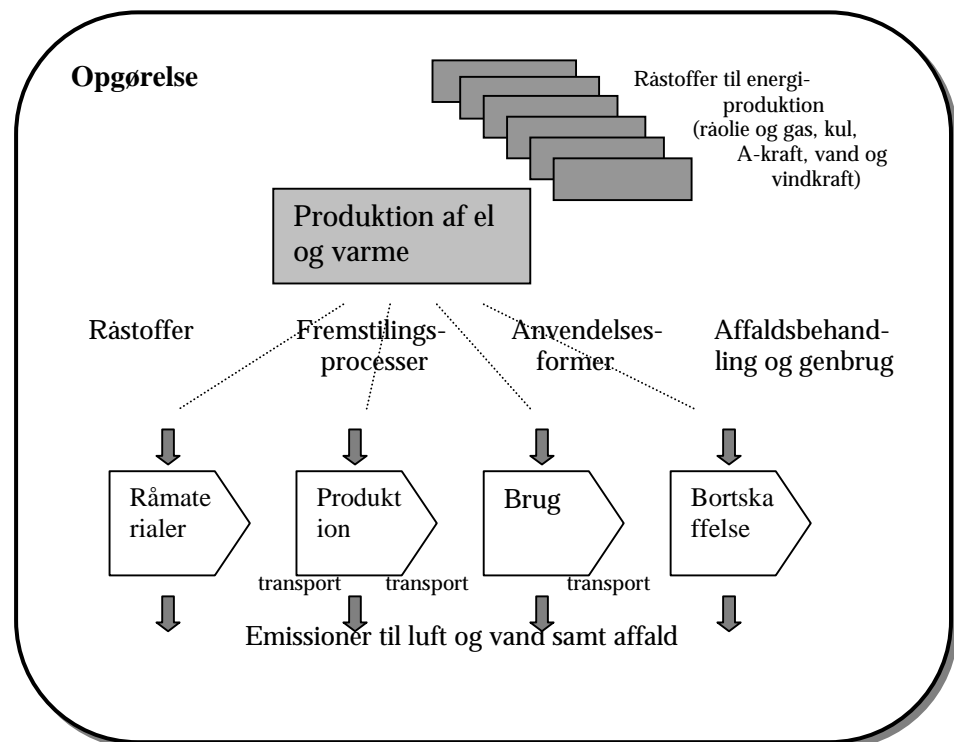 Opgørelse
Råstoffer til energi-
produktion
(råolie og gas, kul,
A-kraft, vand og
vindkraft)
Produktion af el
og varme
Råstoffer
Fremstilings-
processer
Anvendelses-
former
Affaldsbehand-
ling og genbrug
Råmate
rialer
Produkt
ion
Brug
Bortska
ffelse
transport
transport
transport
Emissioner til luft og vand samt affald